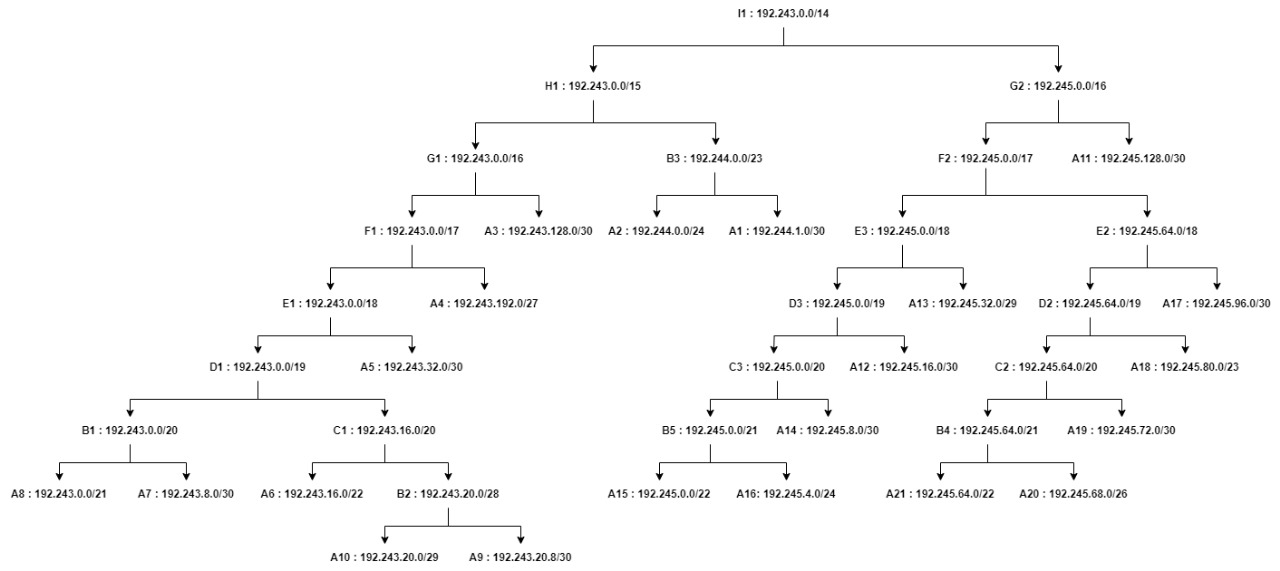 I1 : 192.243.0.0/14
H1 : 192.243.0.0/15
G2 : 192.245.0.0/16
G1 : 192.243.0.0/16
B3 : 192.244.0.0/23
F2 : 192.245.0.0/17
A11 : 192.245.128.0/30
F1 : 192.243.0.0/17
A3 : 192.243.128.0/30
A2 : 192.244.0.0/24
A1 : 192.244.1.0/30
E3 : 192.245.0.0/18
E2 : 192.245.64.0/18
E1 : 192.243.0.0/18
A4 : 192.243.192.0/27
D3 : 192.245.0.0/19
A13 : 192.245.32.0/29
D2 : 192.245.64.0/19
A17 : 192.245.96.0/30
D1 : 192.243.0.0/19
A5 : 192.243.32.0/30
C3 : 192.245.0.0/20
A12 : 192.245.16.0/30
C2 : 192.245.64.0/20
A18 : 192.245.80.0/23
B1 : 192.243.0.0/20
C1 : 192.243.16.0/20
B5 : 192.245.0.0/21
A14 : 192.245.8.0/30
B4 : 192.245.64.0/21
A19 : 192.245.72.0/30
A8 : 192.243.0.0/21
A7 : 192.243.8.0/30
A6 : 192.243.16.0/22
B2 : 192.243.20.0/28
A15 : 192.245.0.0/22
A16: 192.245.4.0/24
A21 : 192.245.64.0/22
A20 : 192.245.68.0/26
A10 : 192.243.20.0/29
A9 : 192.243.20.8/30